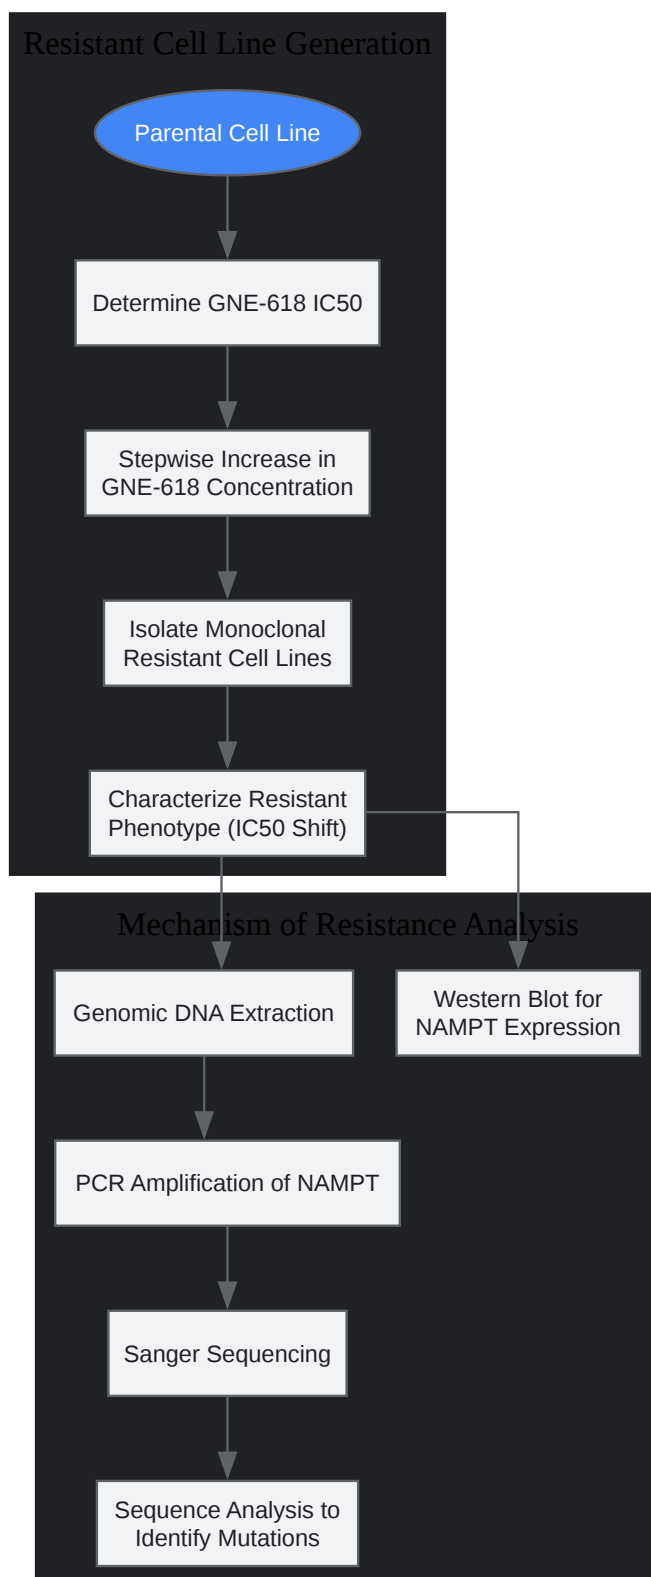 Resistant Cell Line Generation
Parental Cell Line
Determine GNE-618 IC50
Stepwise Increase in
GNE-618 Concentration
Isolate Monoclonal
Resistant Cell Lines
Characterize Resistant
Phenotype (IC50 Shift)
Mechanism of Resistance Analysis
Genomic DNA Extraction
Western Blot for
NAMPT Expression
PCR Amplification of NAMPT
Sanger Sequencing
Sequence Analysis to
Identify Mutations